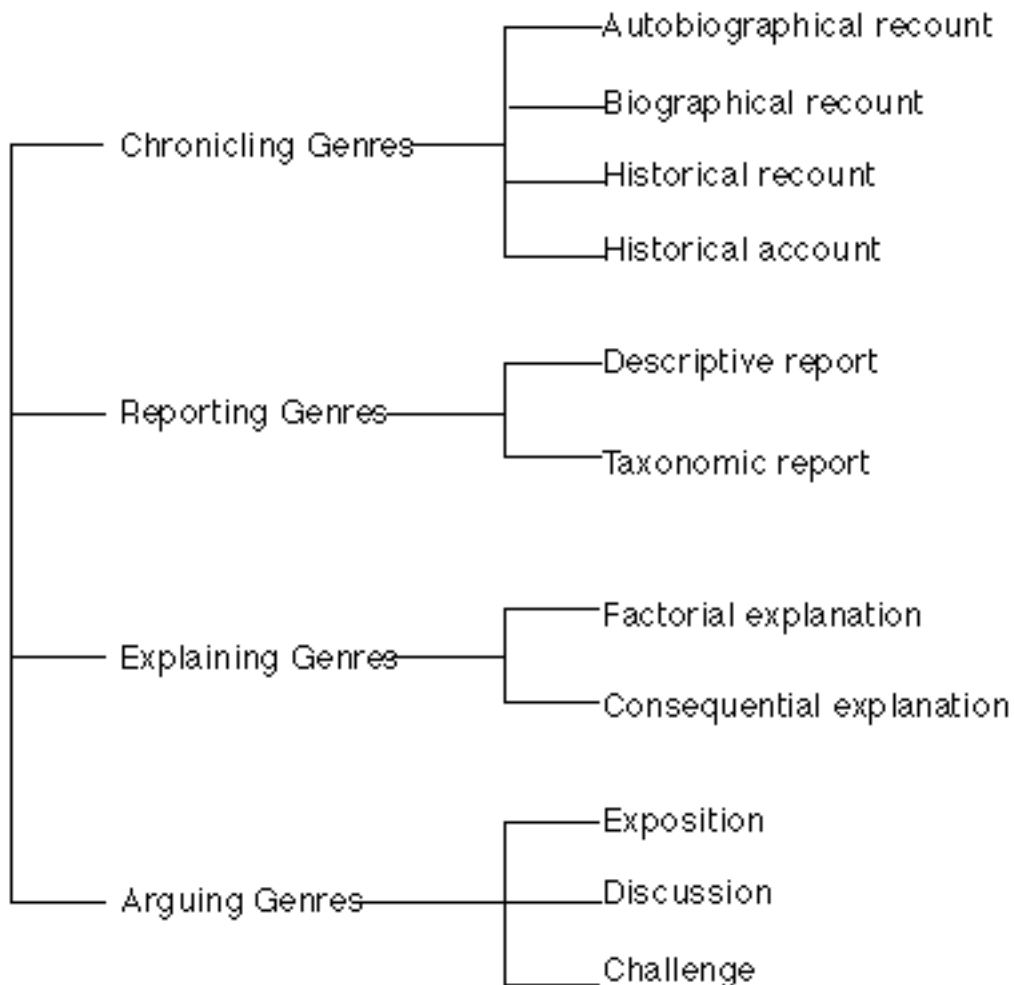 Autobiographical recount
Biographical recount
Chronicling Genres
Historical recount
Historical account
Descriptive report
Reporting Genres
Taxonomic report
Factorial explanation
Explaining Genres
Consequential explanation
Exposition
Arguing Genres
Discussion
Challenge